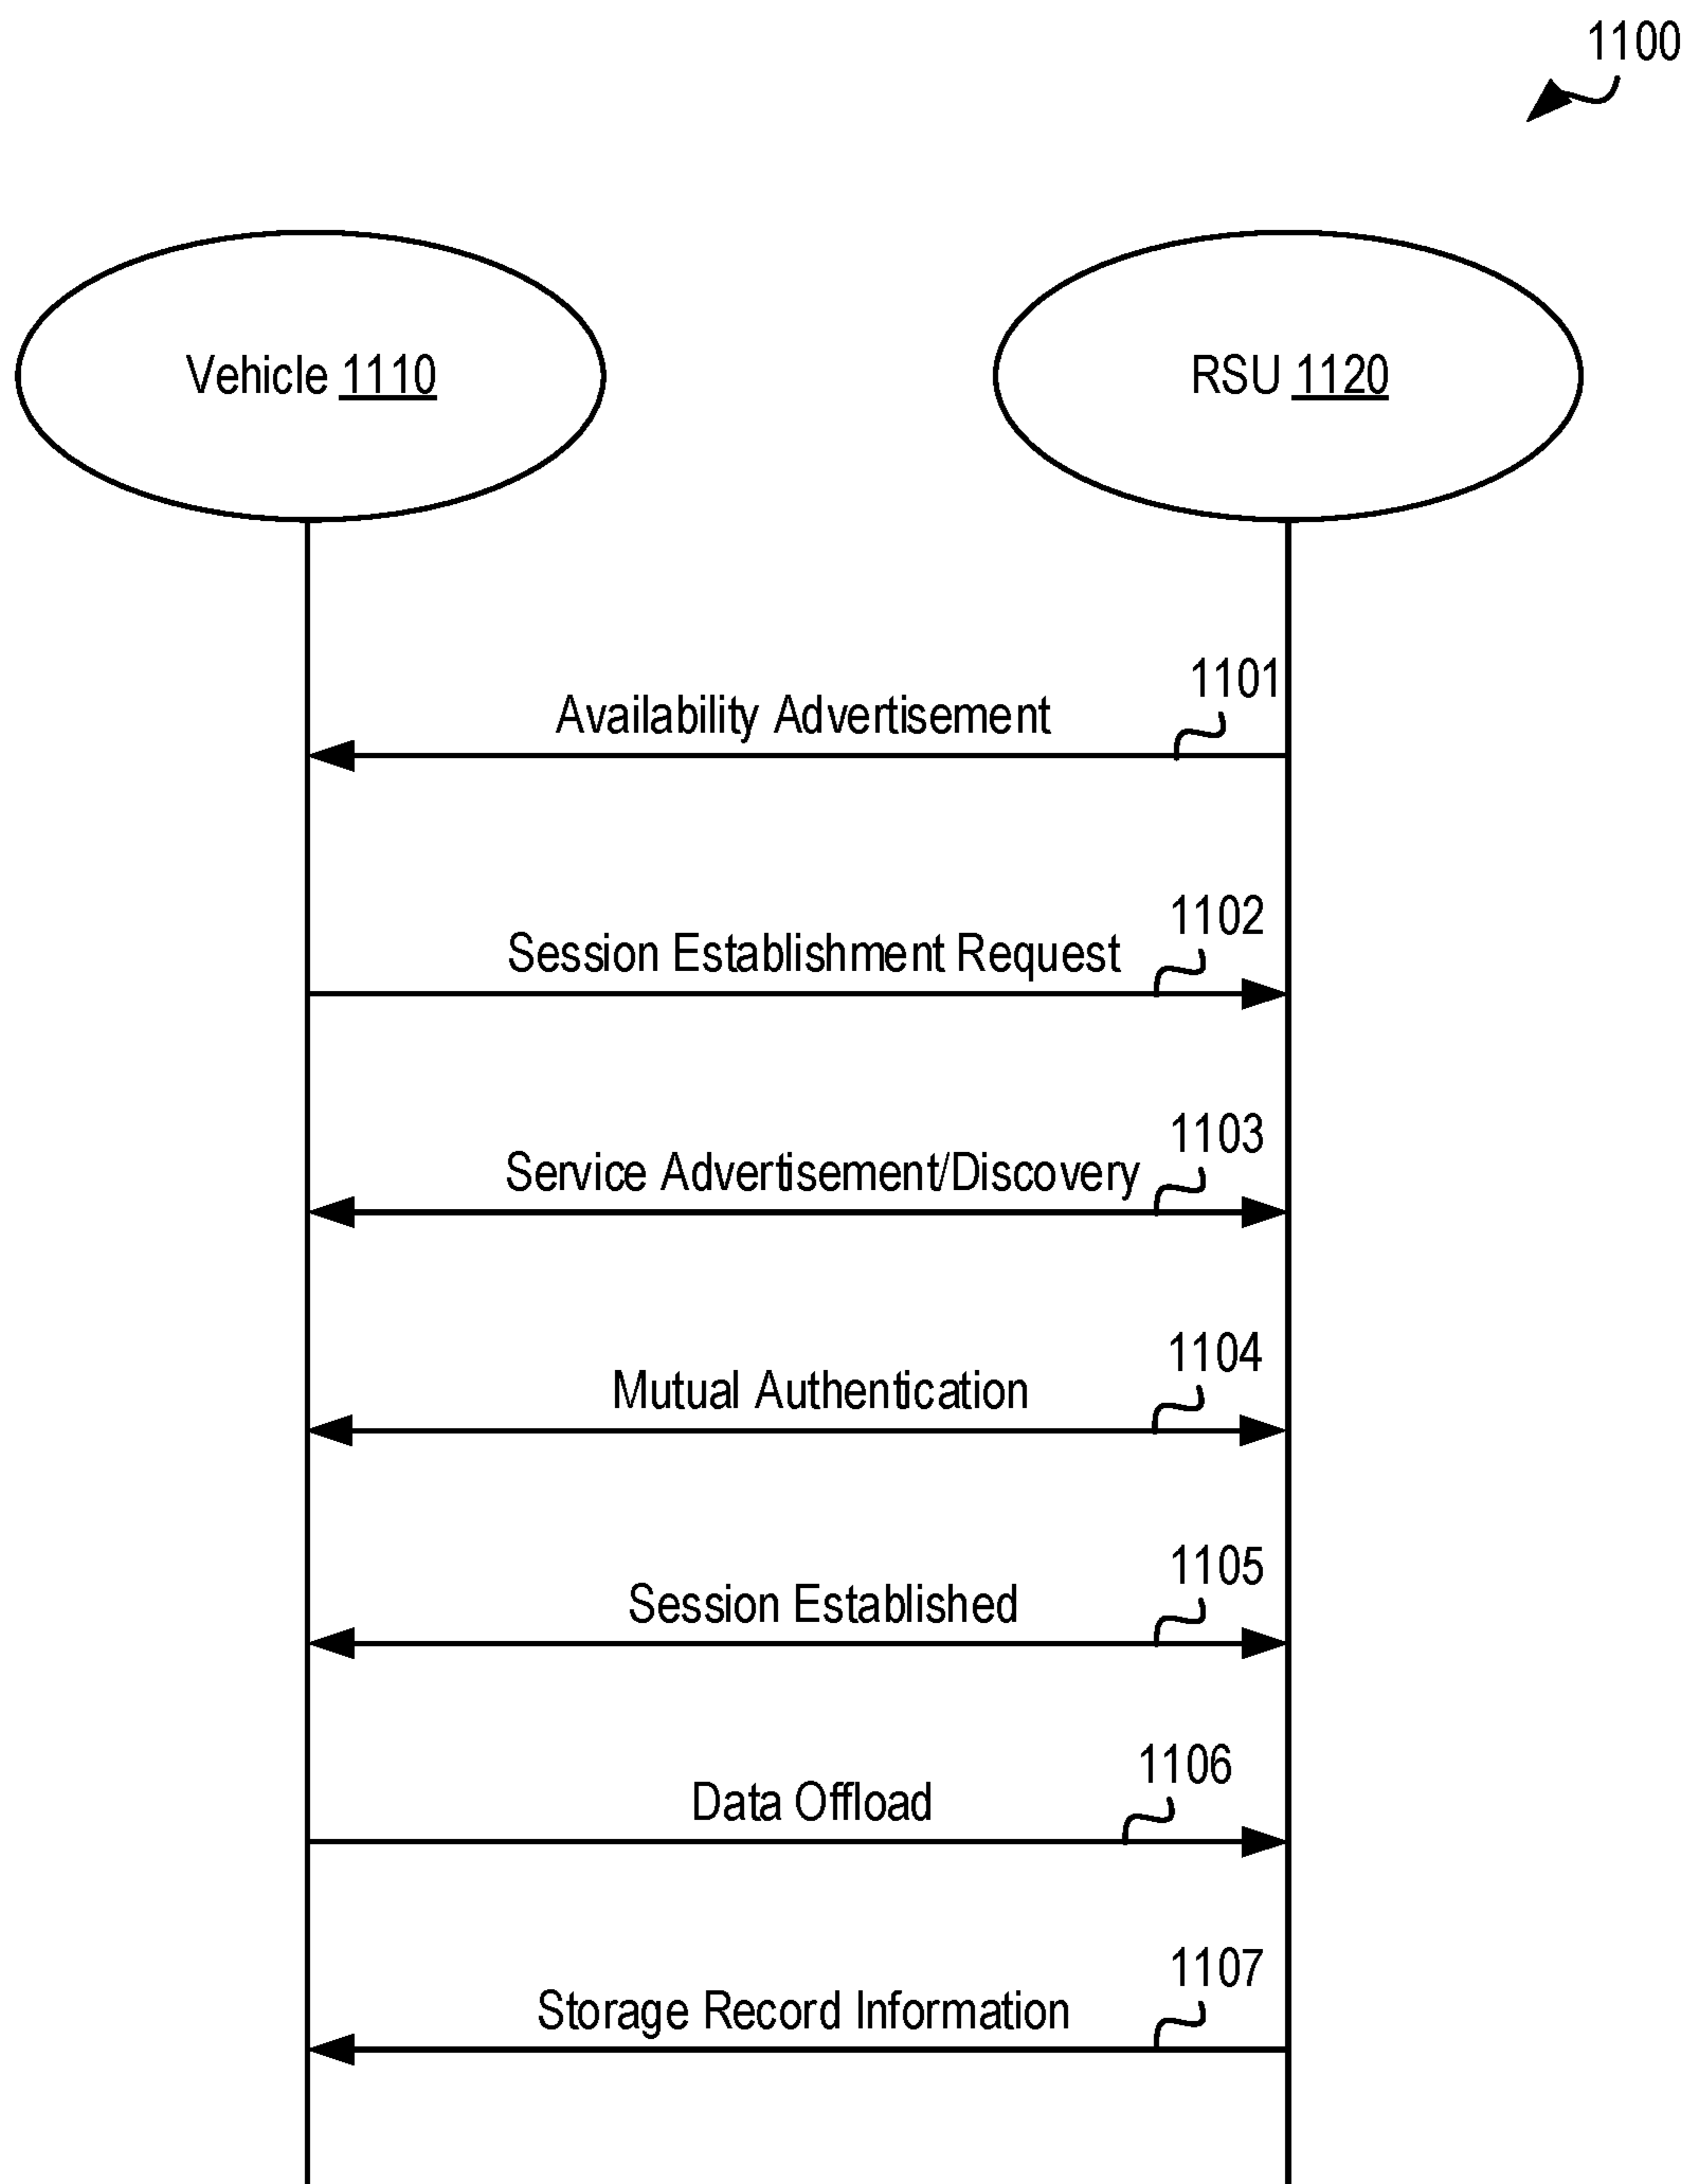 1100
Vehicle 1110
RSU 1120
1101
Availability Advertisement
1102
Session Establishment Request
1103
Service Advertisement/Discovery
1104
Mutual Authentication
1105
Session Established
1106
Data Offload
1107
Storage Record Information